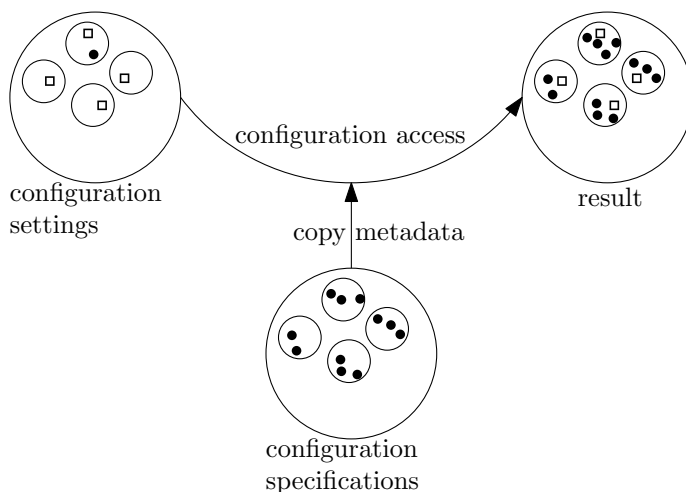 configuration access
configuration
settings
result
copy metadata
configuration
specifications